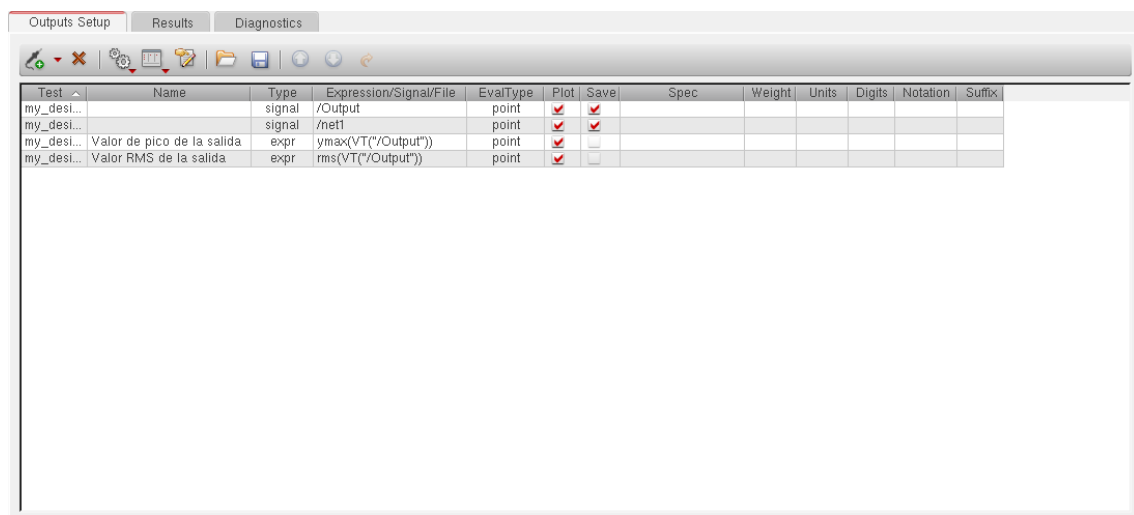 Outputs Setup Results Diagnostics
Test Name Type Expression/Signal/File EvalType Plot Save Spec Weight Units Digits Notation Suffix
my_desi... signal /Output point
my_desi... signal /net1 point
my_desi... Valor de pico de la salida expr ymax(VT("/Output")) point
my_desi... Valor RMS de la salida expr rms(VT("/Output")) point